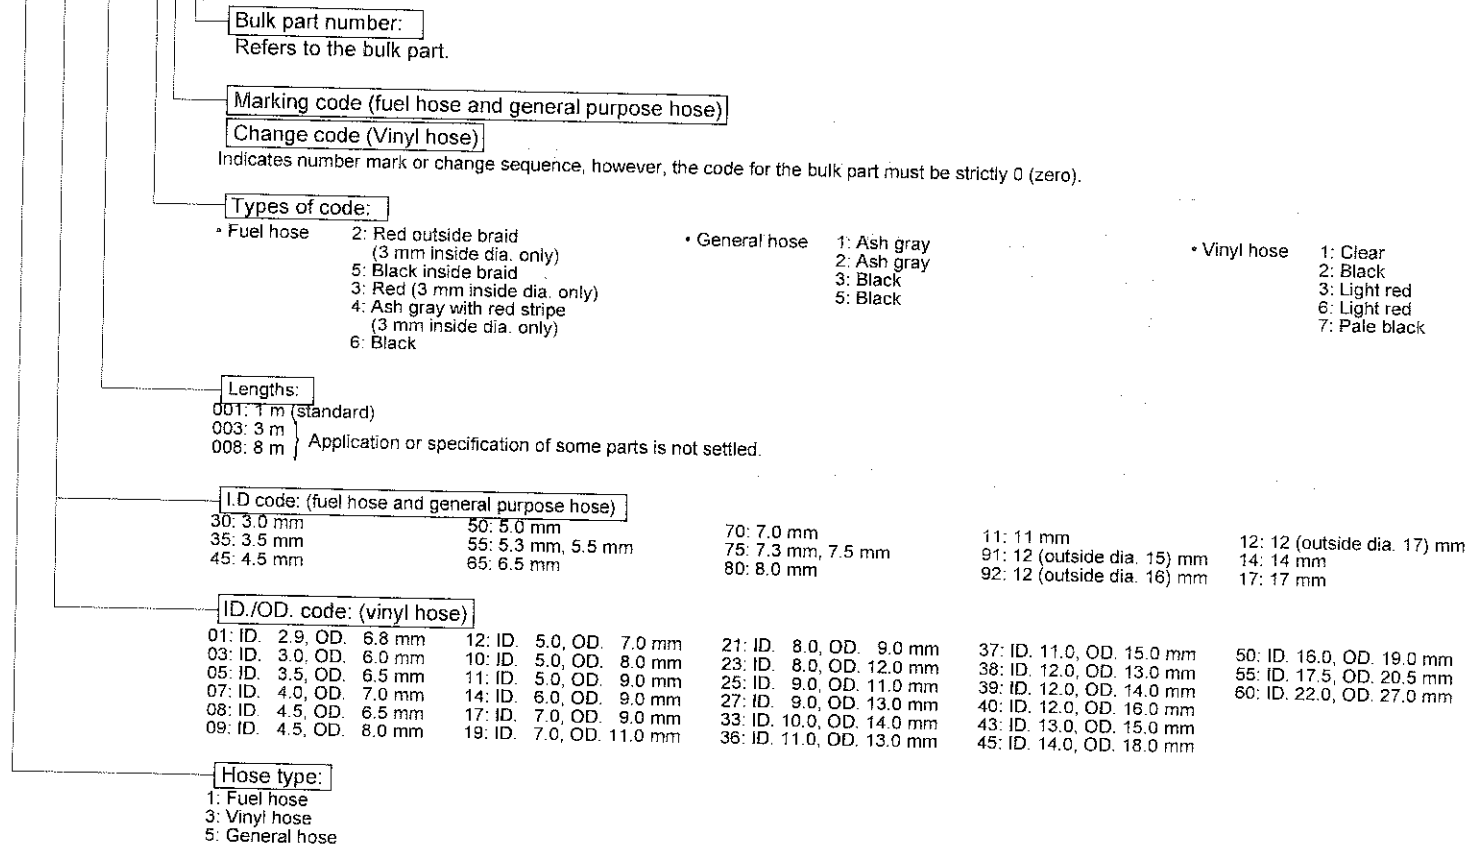 Bulk part number:
Refers to the bulk part.
Marking code (fuel hose and general purpose hose)
Change code (Vinyl hose)
Indicates number mark or change sequence, however, the code for the bulk part must be strictly 0 (zero).
Types of code:
• Fuel hose
2: Red outside braid
(3 mm inside dia. only)
5: Black inside braid
3: Red (3 mm inside dia. only)
4: Ash gray with red stripe
(3 mm inside dia. only)
6: Black
• General hose
1: Ash gray
2: Ash gray
3: Black
5: Black
• Vinyl hose
1: Clear
2: Black
3: Light red
6: Light red
7: Pale black
Lengths:
001: 1 m (standard)
003: 3 m
008: 8 m
Application or specification of some parts is not settled.
I.D code: (fuel hose and general purpose hose)
30: 3.0 mm
35: 3.5 mm
45: 4.5 mm
50: 5.0 mm
55: 5.3 mm, 5.5 mm
65: 6.5 mm
70: 7.0 mm
75: 7.3 mm, 7.5 mm
80: 8.0 mm
11: 11 mm
91: 12 (outside dia. 15) mm
92: 12 (outside dia. 16) mm
12: 12 (outside dia. 17) mm
14: 14 mm
17: 17 mm
ID./OD. code: (vinyl hose)
01: ID. 2.9, OD. 6.8 mm
03: ID. 3.0, OD. 6.0 mm
05: ID. 3.5, OD. 6.5 mm
07: ID. 4.0, OD. 7.0 mm
08: ID. 4.5, OD. 6.5 mm
09: ID. 4.5, OD. 8.0 mm
12: ID. 5.0, OD. 7.0 mm
10: ID. 5.0, OD. 8.0 mm
11: ID. 5.0, OD. 9.0 mm
14: ID. 6.0, OD. 9.0 mm
17: ID. 7.0, OD. 9.0 mm
19: ID. 7.0, OD. 11.0 mm
21: ID. 8.0, OD. 9.0 mm
23: ID. 8.0, OD. 12.0 mm
25: ID. 9.0, OD. 11.0 mm
27: ID. 9.0, OD. 13.0 mm
33: ID. 10.0, OD. 14.0 mm
36: ID. 11.0, OD. 13.0 mm
37: ID. 11.0, OD. 15.0 mm
38: ID. 12.0, OD. 13.0 mm
39: ID. 12.0, OD. 14.0 mm
40: ID. 12.0, OD. 16.0 mm
43: ID. 13.0, OD. 15.0 mm
45: ID. 14.0, OD. 18.0 mm
50: ID. 16.0, OD. 19.0 mm
55: ID. 17.5, OD. 20.5 mm
60: ID. 22.0, OD. 27.0 mm
Hose type:
1: Fuel hose
3: Vinyl hose
5: General hose